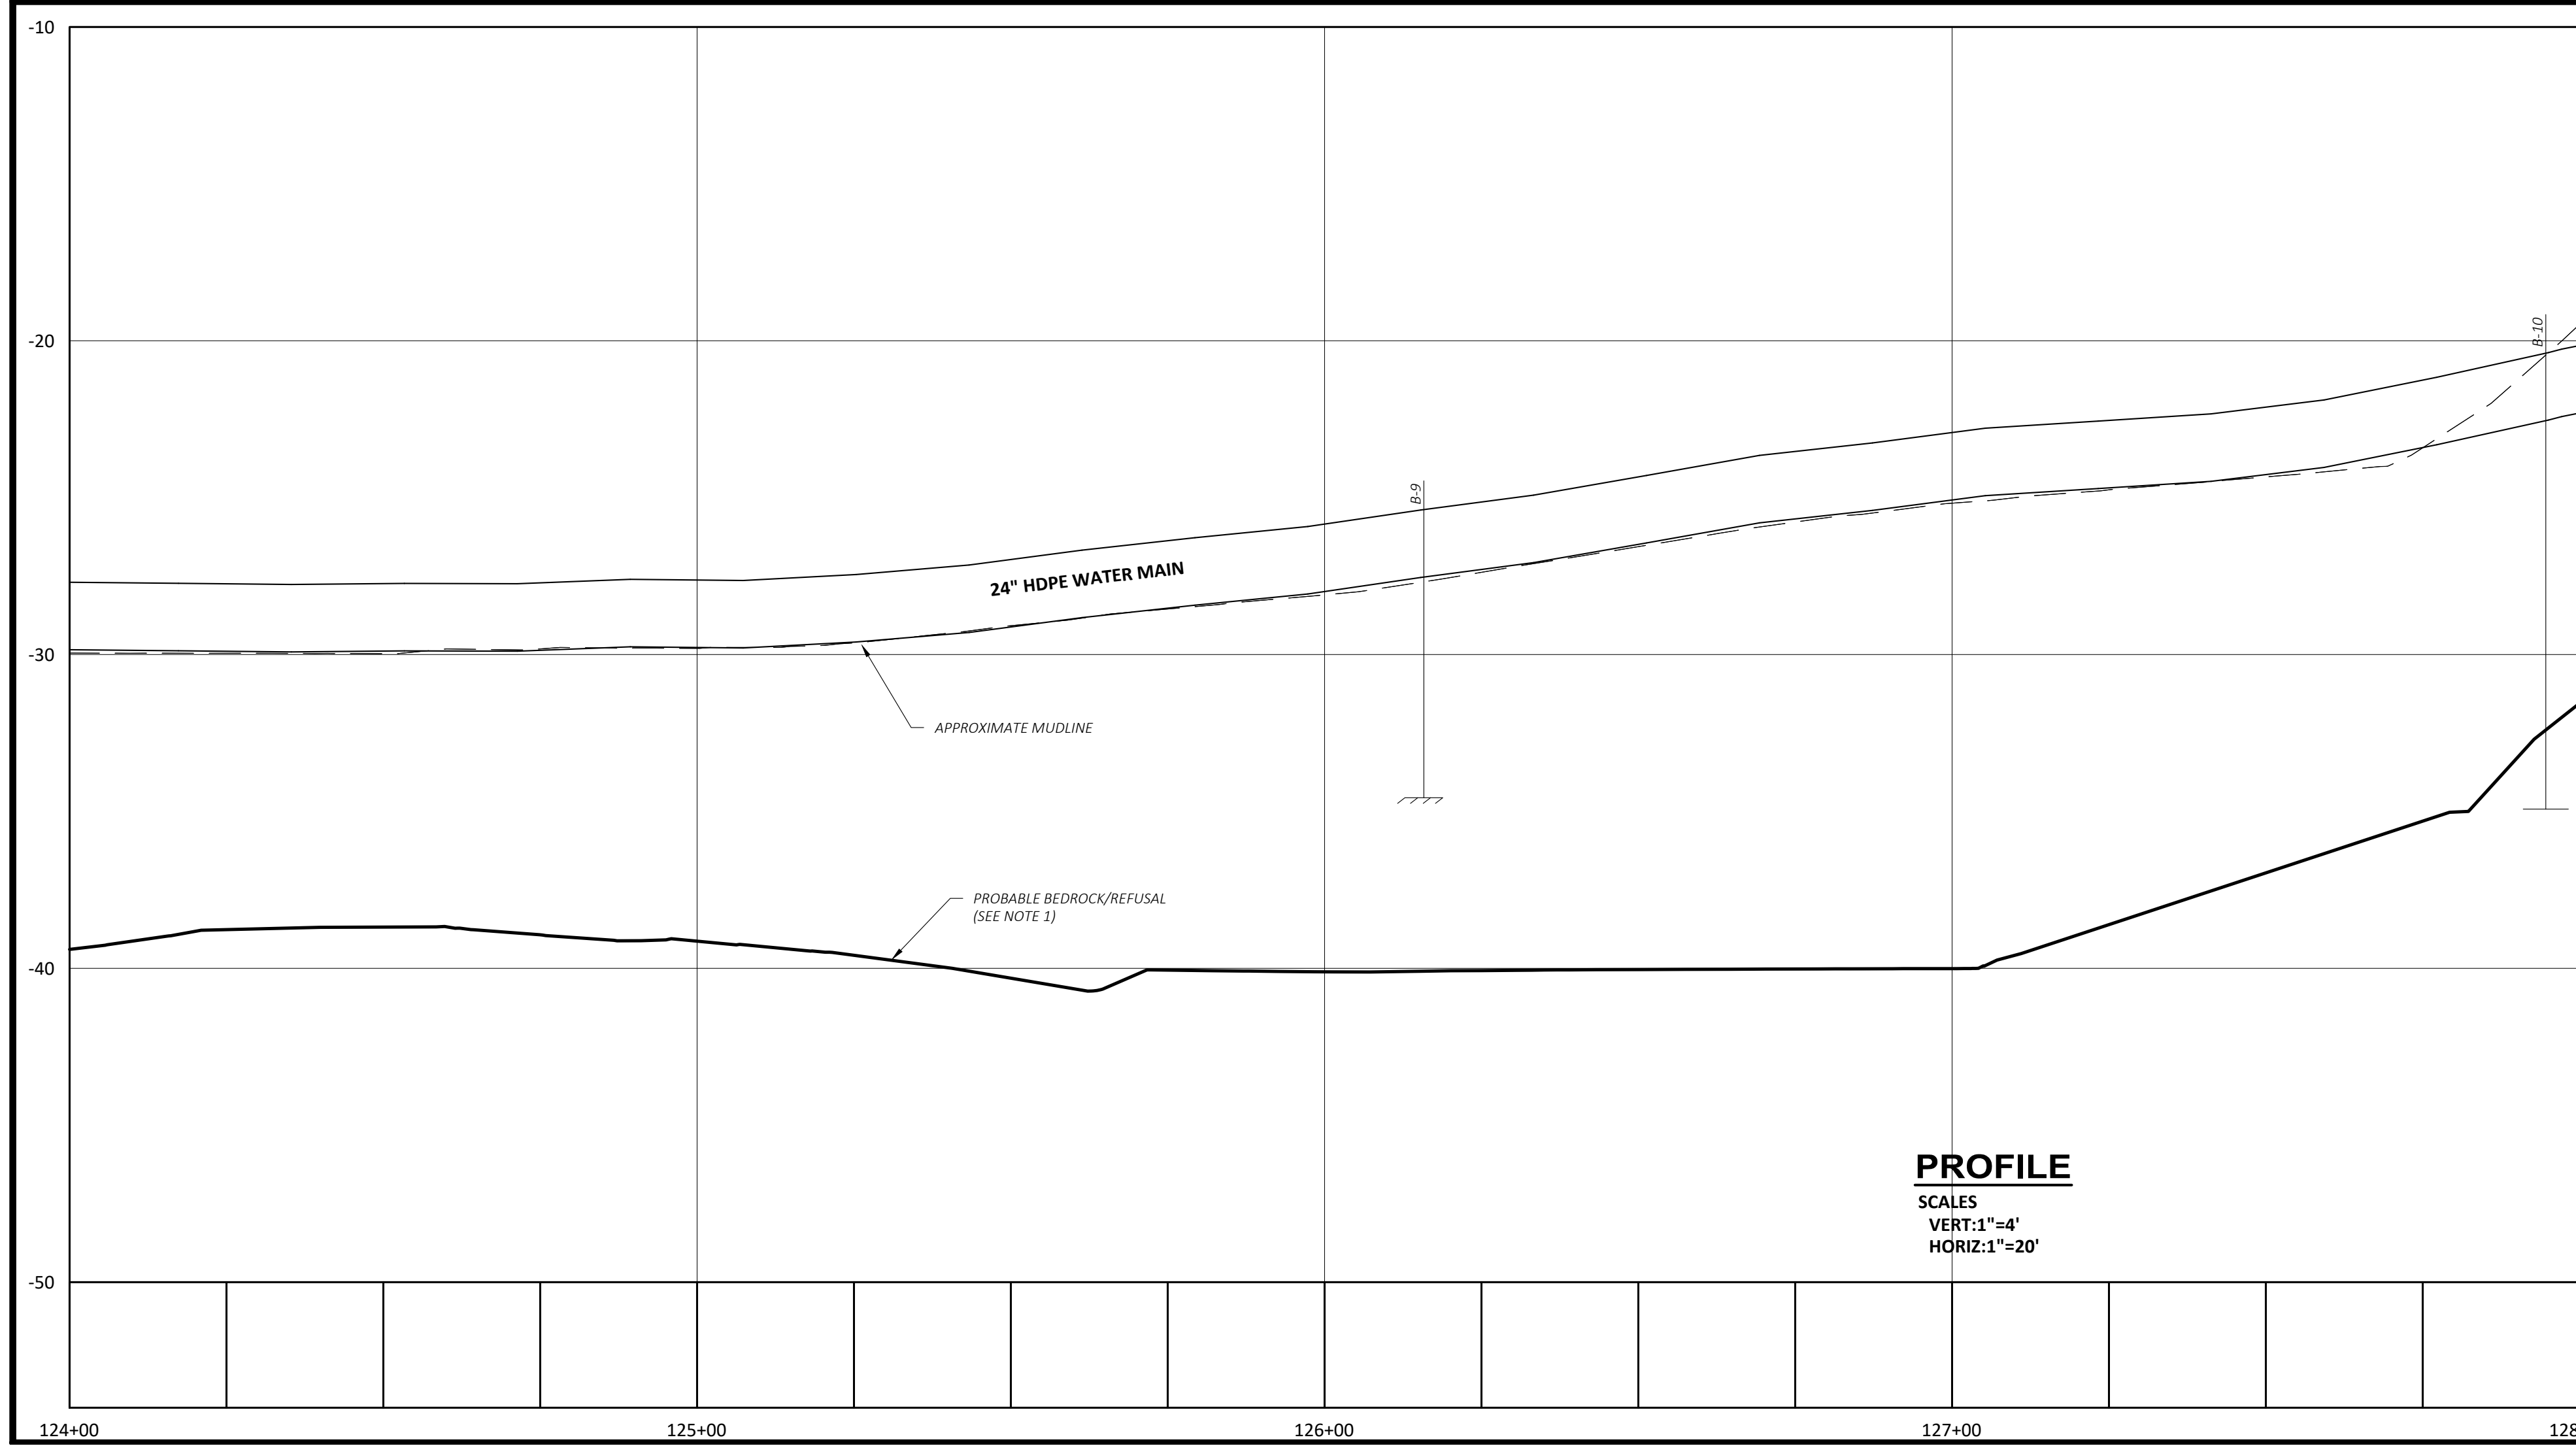 -10
-20
B-10
B-9
24" HDPE WATER MAIN
-30
APPROXIMATE MUDLINE
PROBABLE BEDROCK/REFUSAL
(SEE NOTE 1)
-40
PROFILE
SCALES
VERT:1"=4'
HORIZ:1"=20'
-50
124+00 125+00 126+00 127+00 128